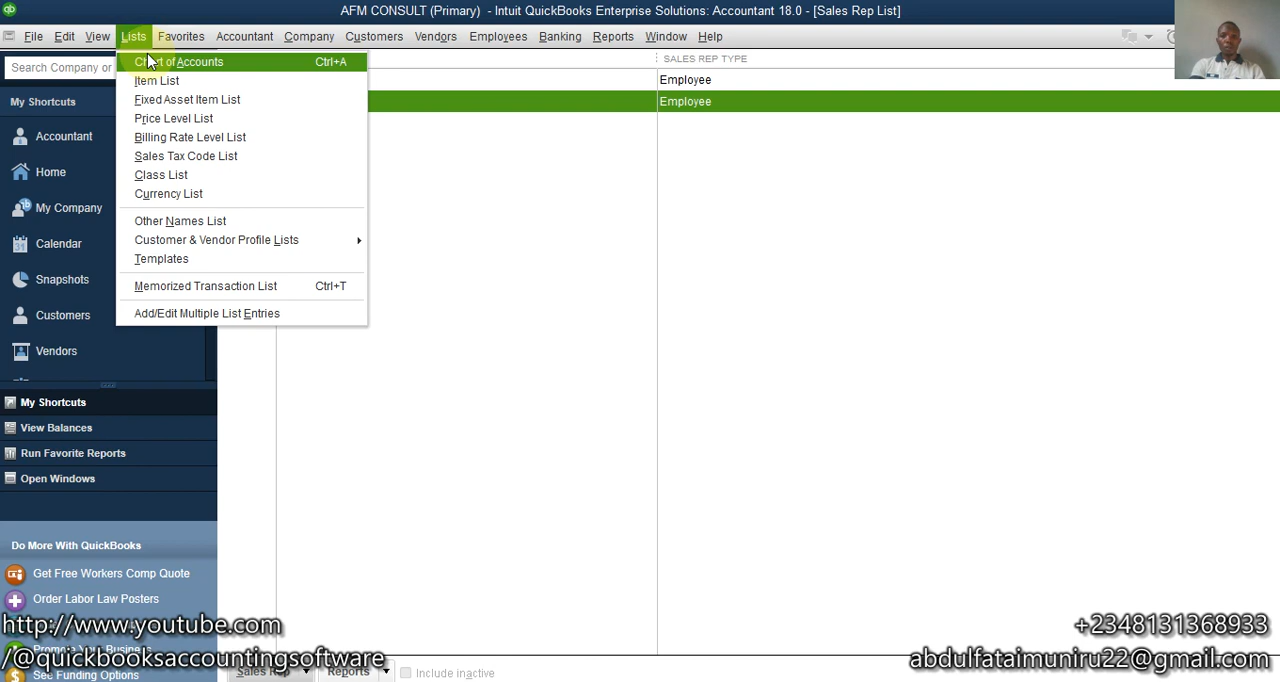 AFM CONSULT (Primary) - Intuit QuickBooks Enterprise Solutions: Accountant 18.0 - [Sales Rep List]
File Edit View Lists Favorites Accountant Company Customers Vendors Employees Banking Reports Window Help
Search Company or
SALES REP TYPE
Employee
Employee
Chart of Accounts Ctrl+A
Item List
Fixed Asset Item List
Price Level List
Billing Rate Level List
Sales Tax Code List
Class List
Currency List
Other Names List
Customer & Vendor Profile Lists
Templates
Memorized Transaction List Ctrl+T
Add/Edit Multiple List Entries
My Shortcuts
Accountant
Home
My Company
Calendar
Snapshots
Customers
Vendors
My Shortcuts
View Balances
Run Favorite Reports
Open Windows
Do More With QuickBooks
Get Free Workers Comp Quote
Order Labor Law Posters
Promote Your Business
See Funding Options
Sales Rep Reports Include inactive
http://www.youtube.com
/@quickbooksaccountingsoftware
+2348131368933
abdulfataimuniru22@gmail.com